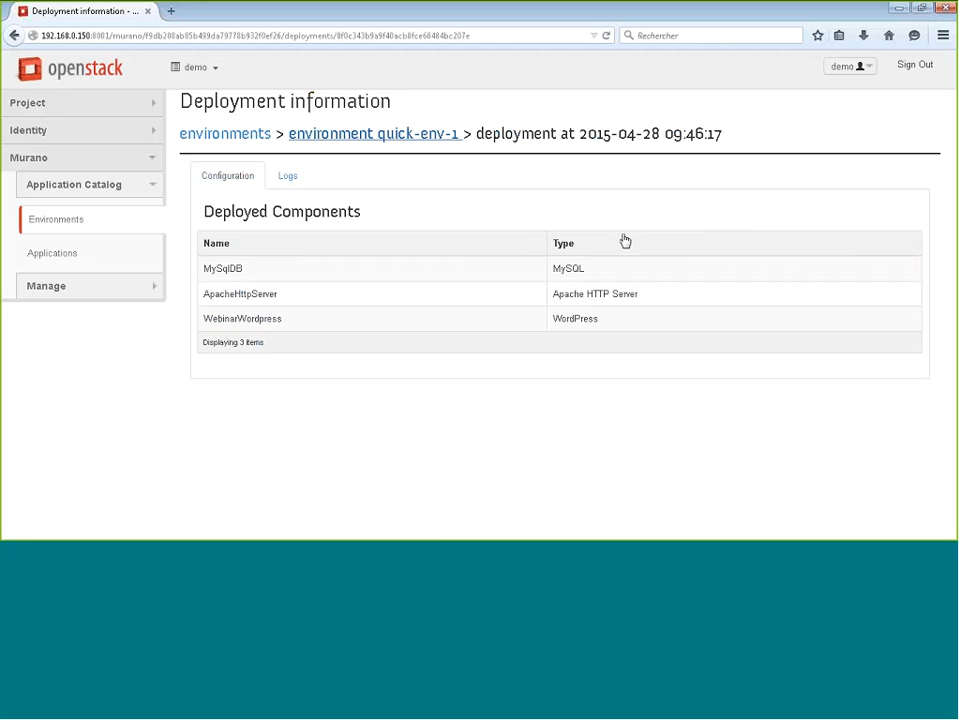 Deployment information - ...
192.168.0.150:8001/murano/f9db208ab85b499da79778b932f0ef26/deployments/8f0c343b9a9f40acb8fce60484bc207e
Rechercher
openstack
demo
demo
Sign Out
Project
Identity
Murano
Application Catalog
Environments
Applications
Manage
Deployment information
environments > environment quick-env-1 > deployment at 2015-04-28 09:46:17
Configuration Logs
Deployed Components
Name Type
MySqlDB MySQL
ApacheHttpServer Apache HTTP Server
WebinarWordpress WordPress
Displaying 3 items